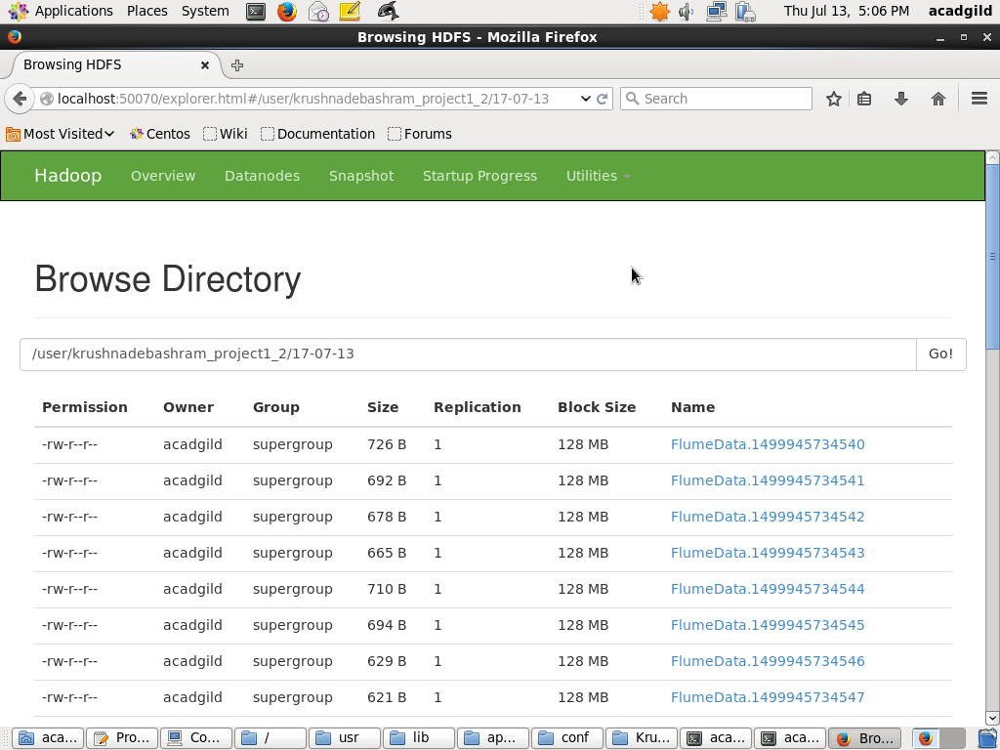 Applications Places System Thu Jul 13, 5:06 PM acadgild
Browsing HDFS - Mozilla Firefox
Browsing HDFS
localhost:50070/explorer.html#/user/krushnadebashram_project1_2/17-07-13 Search
Most Visited Centos Wiki Documentation Forums
Hadoop Overview Datanodes Snapshot Startup Progress Utilities
Browse Directory
/user/krushnadebashram_project1_2/17-07-13 Go!
Permission Owner Group Size Replication Block Size Name
-rw-r--r-- acadgild supergroup 726 B 1 128 MB FlumeData.1499945734540
-rw-r--r-- acadgild supergroup 692 B 1 128 MB FlumeData.1499945734541
-rw-r--r-- acadgild supergroup 678 B 1 128 MB FlumeData.1499945734542
-rw-r--r-- acadgild supergroup 665 B 1 128 MB FlumeData.1499945734543
-rw-r--r-- acadgild supergroup 710 B 1 128 MB FlumeData.1499945734544
-rw-r--r-- acadgild supergroup 694 B 1 128 MB FlumeData.1499945734545
-rw-r--r-- acadgild supergroup 629 B 1 128 MB FlumeData.1499945734546
-rw-r--r-- acadgild supergroup 621 B 1 128 MB FlumeData.1499945734547
aca... Pro... Co... / usr lib ap... conf Kru... aca... aca... Bro...